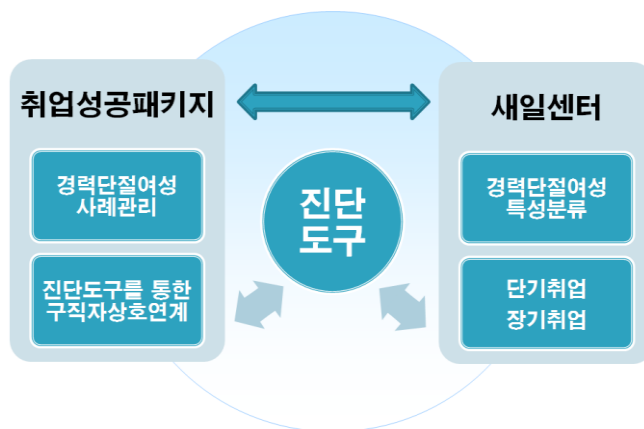 취업성공패키지
경력단절여성
사례관리
진단도구를 통한
구직자상호연계
진단
도구
새일센터
경력단절여성
특성분류
단기취업
장기취업